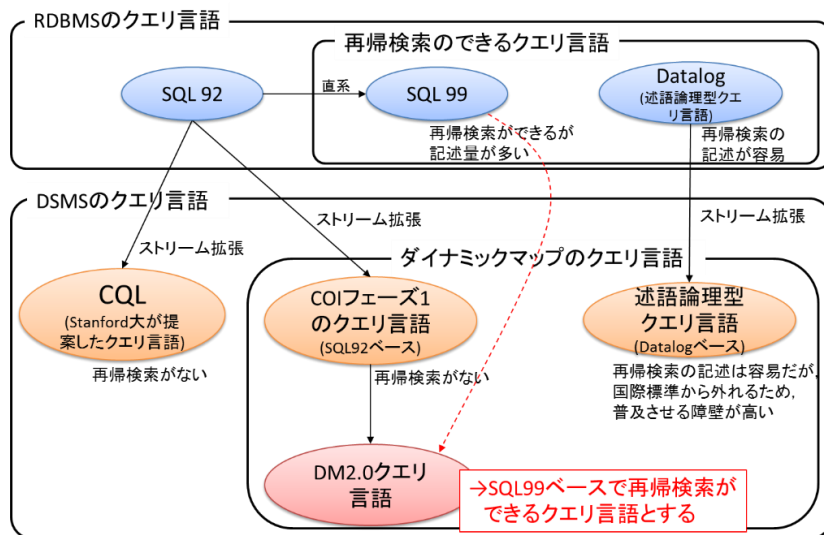 RDBMSのクエリ言語
再帰検索のできるクエリ言語
SQL 92
直系
SQL 99
Datalog
(述語論理型クエ
リ言語)
再帰検索ができるが
記述量が多い
再帰検索の
記述が容易
DSMSのクエリ言語
ストリーム拡張
ストリーム拡張
ストリーム拡張
ダイナミックマップのクエリ言語
CQL
(Stanford大が提
案したクエリ言語)
再帰検索がない
COIフェーズ1
のクエリ言語
(SQL92ベース)
再帰検索がない
述語論理型
クエリ言語
(Datalogベース)
再帰検索の記述は容易だが,
国際標準から外れるため,
普及させる障壁が高い
DM2.0クエリ
言語
→SQL99ベースで再帰検索が
できるクエリ言語とする